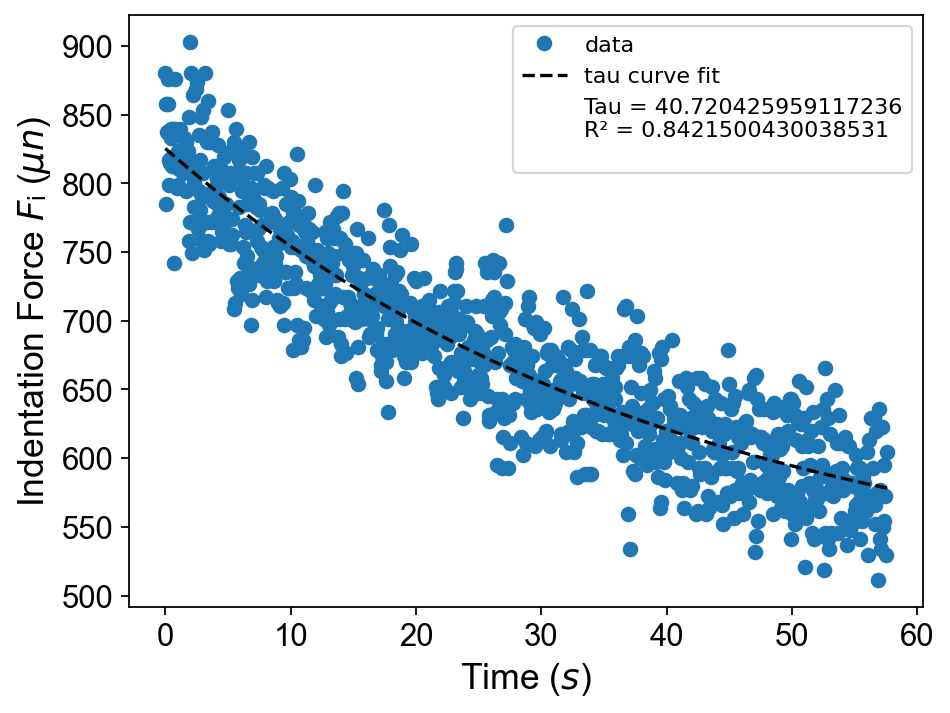 data
tau curve fit
Tau = 40.720425959117236
R² = 0.8421500430038531
900
850
800
750
700
650
600
550
500
Indentation Force Fi (μn)
0 10 20 30 40 50 60
Time (s)